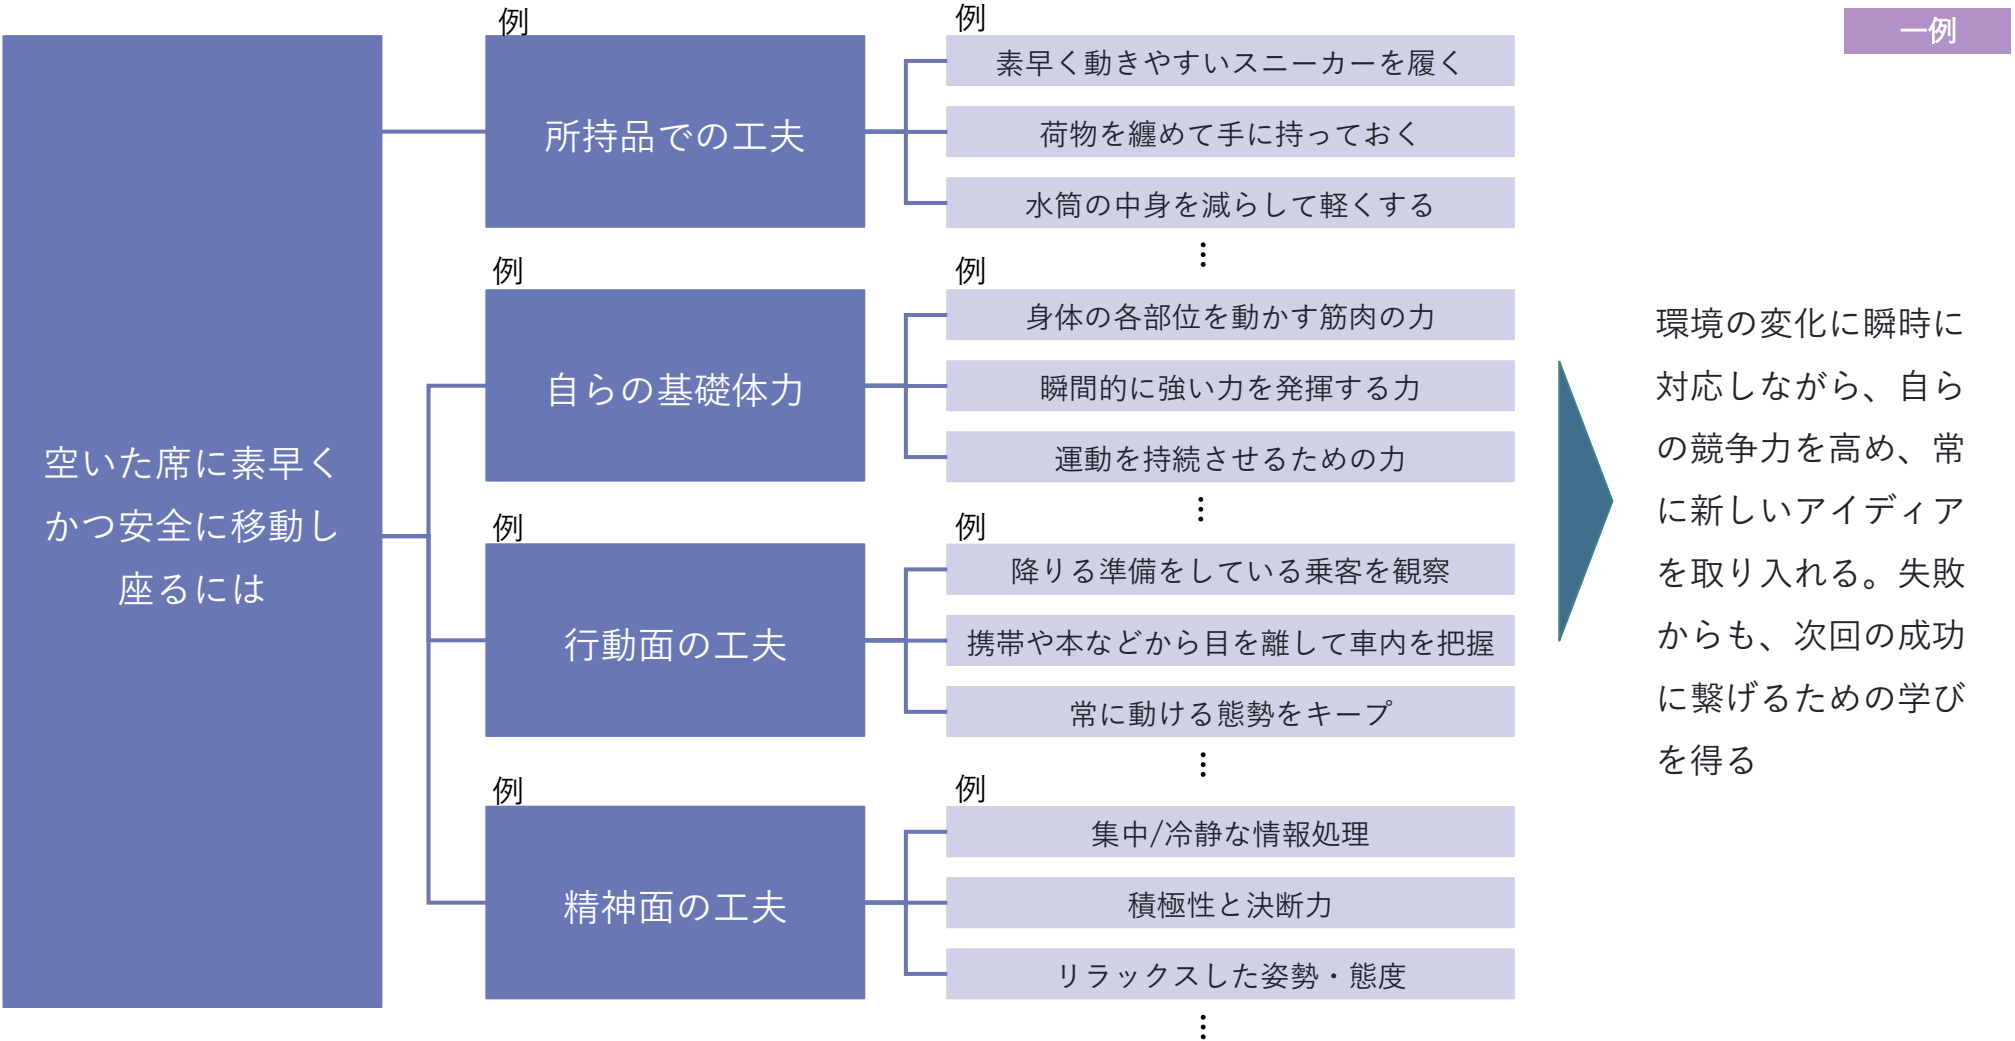 一例
空いた席に素早く
かつ安全に移動し
座るには
例
所持品での工夫
例
素早く動きやすいスニーカーを履く
荷物を纏めて手に持っておく
水筒の中身を減らして軽くする
…
例
自らの基礎体力
例
身体の各部位を動かす筋肉の力
瞬間的に強い力を発揮する力
運動を持続させるための力
…
例
行動面の工夫
例
降りる準備をしている乗客を観察
携帯や本などから目を離して車内を把握
常に動ける態勢をキープ
…
例
精神面の工夫
例
集中/冷静な情報処理
積極性と決断力
リラックスした姿勢・態度
…
環境の変化に瞬時に
対応しながら、自ら
の競争力を高め、常
に新しいアイディア
を取り入れる。失敗
からも、次回の成功
に繋げるための学び
を得る